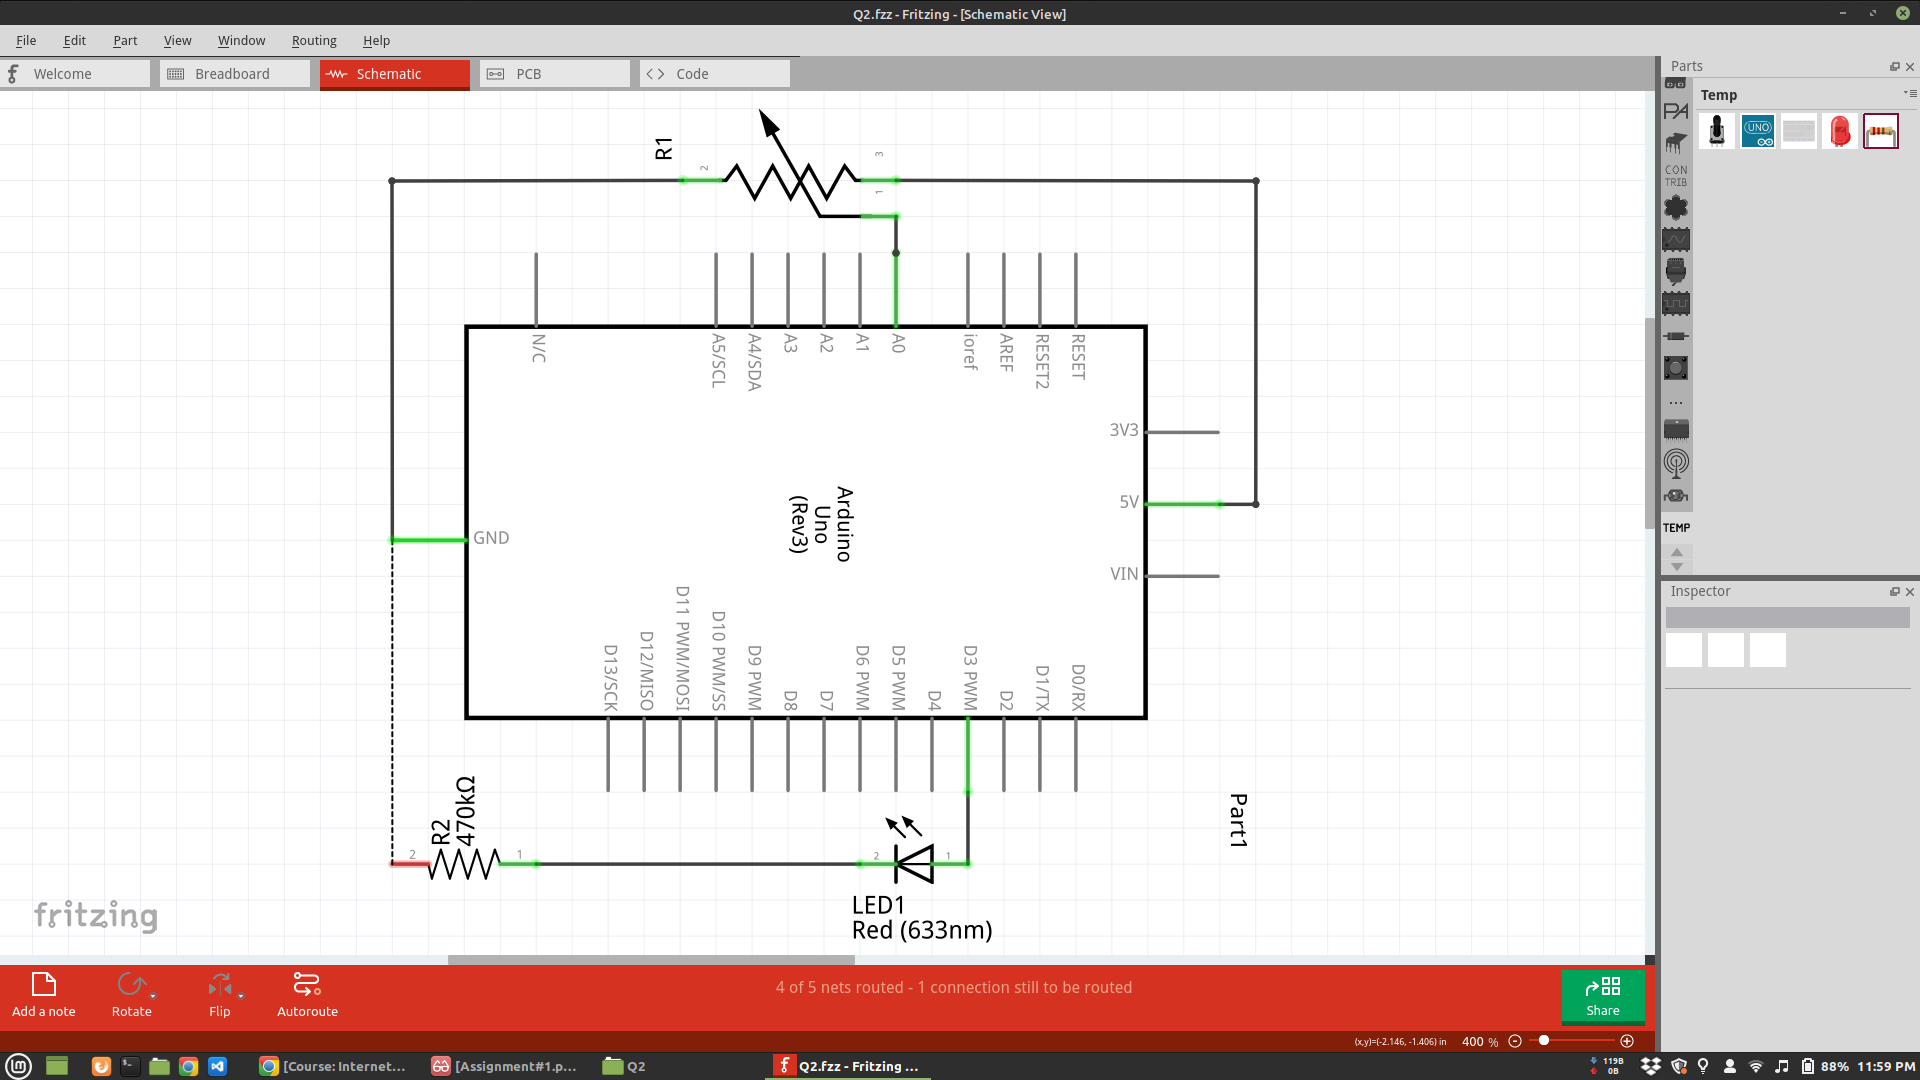 Q2.fzz - Fritzing - [Schematic View]
File Edit Part View Window Routing Help
Welcome
Breadboard
Schematic
PCB
Code
Parts
Temp
UNO
CON
TRIB
...
TEMP
Inspector
R1
2
3
1
N/C
A5/SCL
A4/SDA
A3
A2
A1
A0
ioref
AREF
RESET2
RESET
3V3
5V
VIN
GND
Arduino
Uno
(Rev3)
D13/SCK
D12/MISO
D11 PWM/MOSI
D10 PWM/SS
D9 PWM
D8
D7
D6 PWM
D5 PWM
D4
D3 PWM
D2
D1/TX
D0/RX
R2
470kΩ
2
1
2
1
LED1
Red (633nm)
Part1
fritzing
Add a note
Rotate
Flip
Autoroute
4 of 5 nets routed - 1 connection still to be routed
Share
(x,y)=(-2.146, -1.406) in
400 %
[Course: Internet...
[Assignment#1.p...
Q2
Q2.fzz - Fritzing ...
119B
0B
88%
11:59 PM